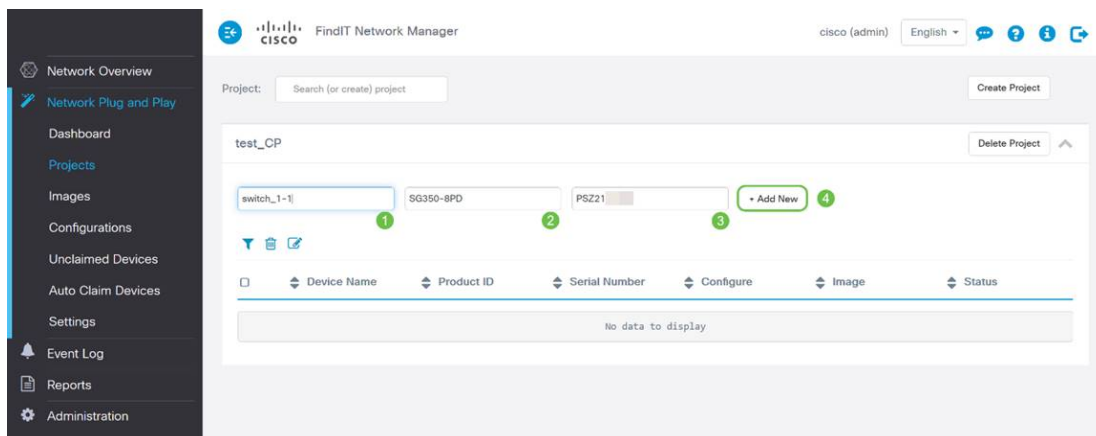 CISCO FindIT Network Manager cisco (admin) English
Network Overview
Network Plug and Play
Dashboard
Projects
Images
Configurations
Unclaimed Devices
Auto Claim Devices
Settings
Event Log
Reports
Administration
Project: Search (or create) project Create Project
test_CP Delete Project
switch_1-1 SG350-8PD PSZ21 + Add New 4
1 2 3
Device Name Product ID Serial Number Configure Image Status
No data to display